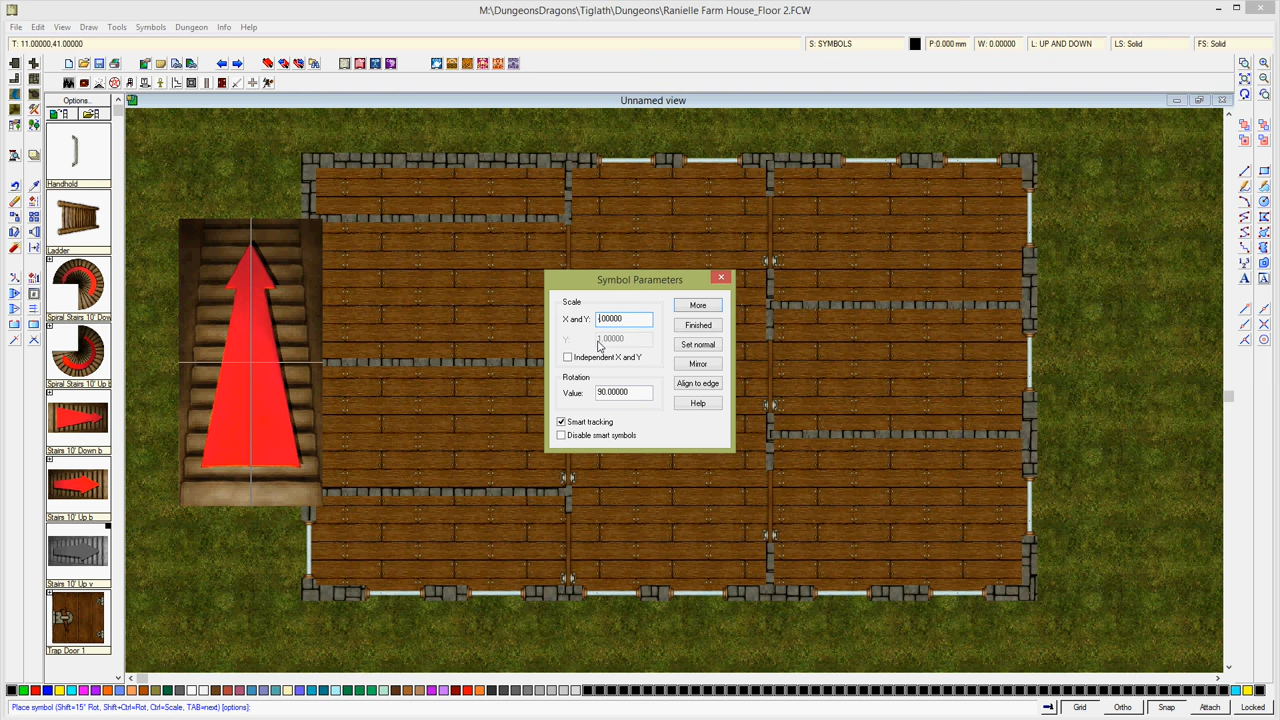 M:\DungeonsDragons\Tiglath\Dungeons\Ranielle Farm House_Floor 2.FCW
File Edit View Draw Tools Symbols Dungeon Info Help
T: 11.00000,41.00000 S: SYMBOLS P:0.000 mm W: 0.00000 L: UP AND DOWN LS: Solid FS: Solid
Options...
Unnamed view
Handhold
Ladder
Spiral Stairs 10' Dow
Spiral Stairs 10' Up b
Stairs 10' Down b
Stairs 10' Up b
Stairs 10' Up v
Trap Door 1
Symbol Parameters
Scale
X and Y: .00000
Y: 1.00000
Independent X and Y
Rotation
Value: 90.00000
Smart tracking
Disable smart symbols
More
Finished
Set normal
Mirror
Align to edge
Help
Place symbol (Shift=15° Rot, Shift+Ctrl=Rot, Ctrl=Scale, TAB=next) [options]:
Grid Ortho Snap Attach Locked